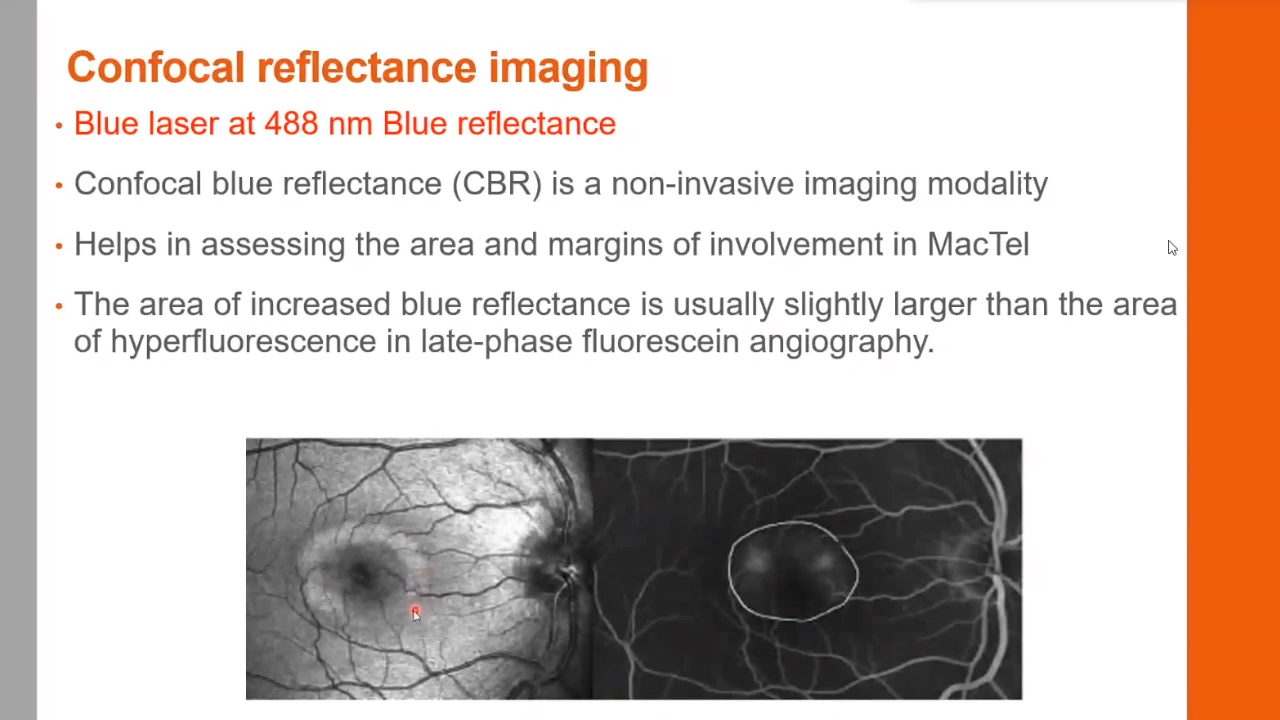 Confocal reflectance imaging
• Blue laser at 488 nm Blue reflectance
• Confocal blue reflectance (CBR) is a non-invasive imaging modality
• Helps in assessing the area and margins of involvement in MacTel
• The area of increased blue reflectance is usually slightly larger than the area
of hyperfluorescence in late-phase fluorescein angiography.